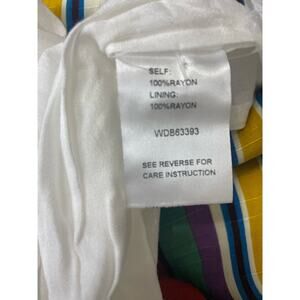 SELF:
100%RAYON
LINING:
100%RAYON
WDB63393
SEE REVERSE FOR
CARE INSTRUCTION